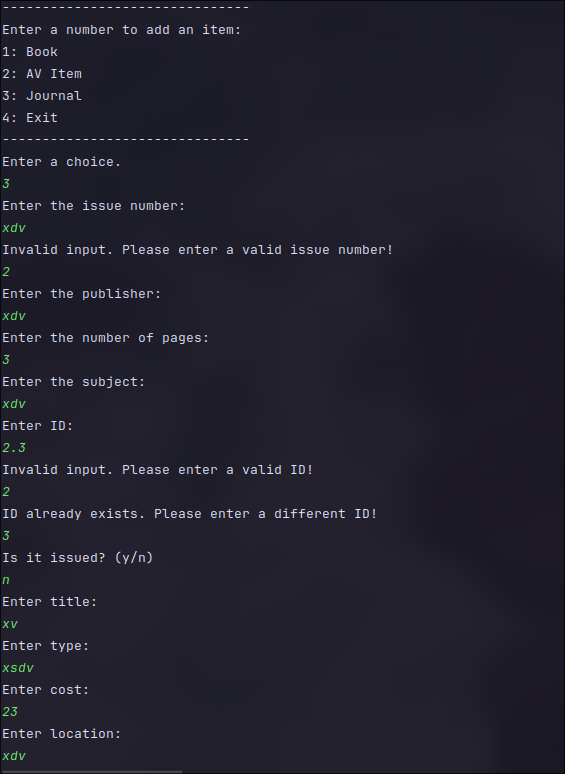 -------------------------------
Enter a number to add an item:
1: Book
2: AV Item
3: Journal
4: Exit
-------------------------------
Enter a choice.
3
Enter the issue number:
xdv
Invalid input. Please enter a valid issue number!
2
Enter the publisher:
xdv
Enter the number of pages:
3
Enter the subject:
xdv
Enter ID:
2.3
Invalid input. Please enter a valid ID!
2
ID already exists. Please enter a different ID!
3
Is it issued? (y/n)
n
Enter title:
xv
Enter type:
xsdv
Enter cost:
23
Enter location:
xdv